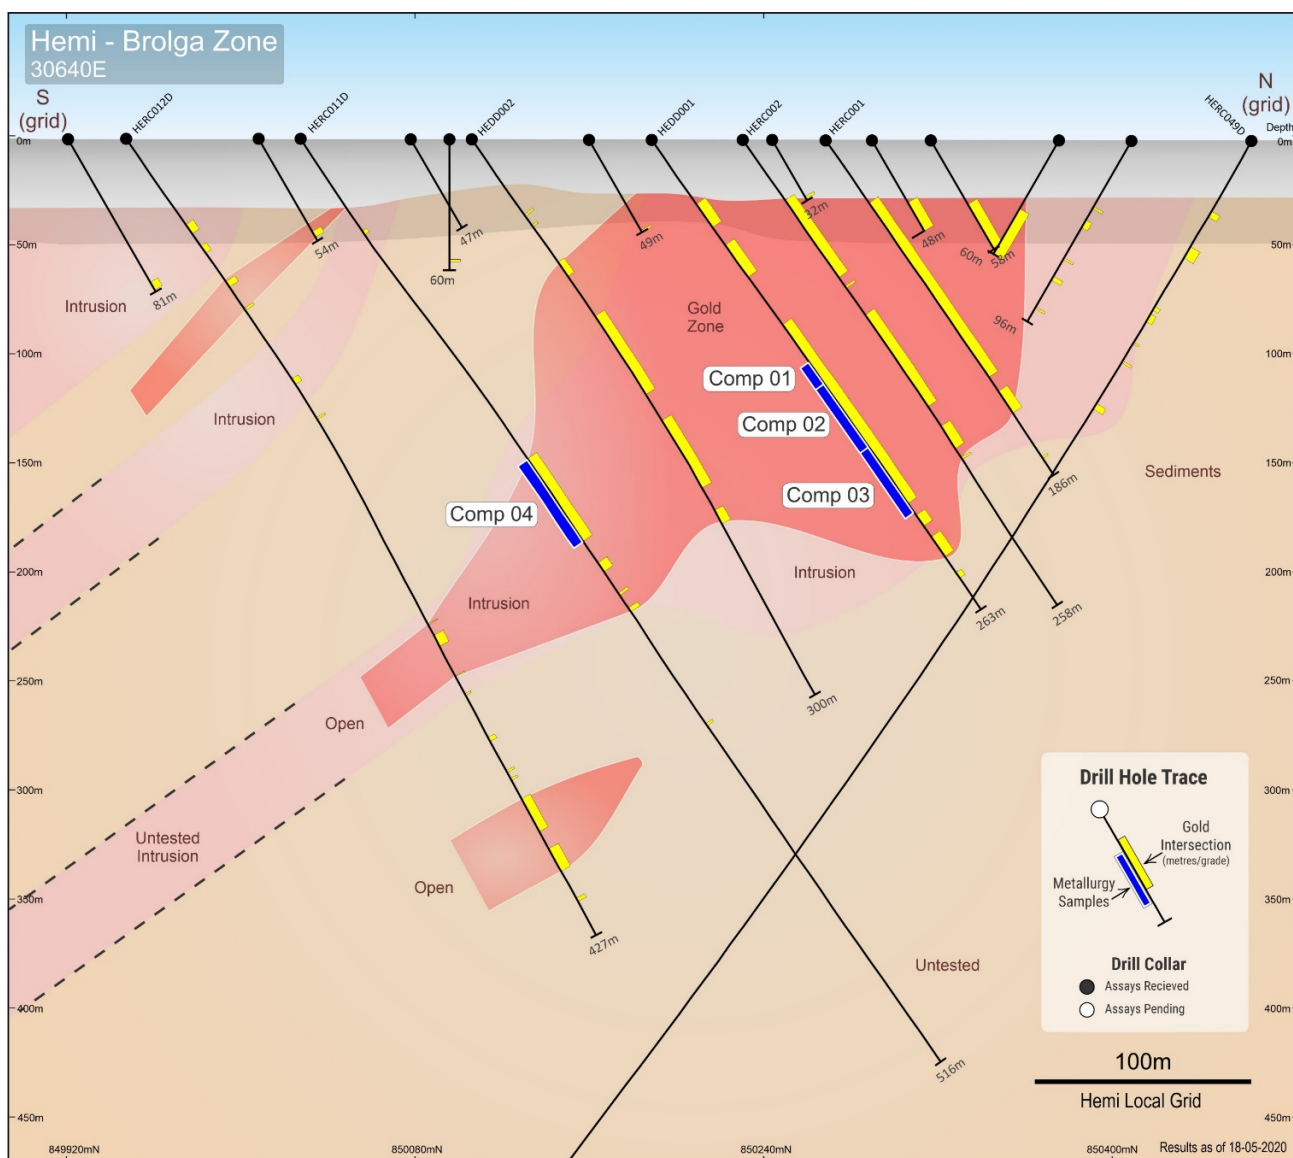 Hemi - Brolga Zone
30640E
S
(grid)
N
(grid)
HERC012D
HERC011D
HEDD002
HEDD001
HERC002
HERC001
HERC049D
Depth
0m
0m
32m
48m
47m
49m
54m
60m
60m
58m
50m
50m
81m
Intrusion
Gold
Zone
96m
100m
100m
Comp 01
Comp 02
Intrusion
150m
150m
Comp 03
Sediments
186m
Comp 04
200m
200m
Intrusion
Intrusion
263m
258m
250m
250m
300m
Open
300m
300m
Untested
Intrusion
350m
350m
Open
427m
Untested
400m
400m
516m
450m
450m
Drill Hole Trace
Gold
Intersection
(metres/grade)
Metallurgy
Samples
Drill Collar
Assays Recieved
Assays Pending
100m
Hemi Local Grid
849920mN
850080mN
850240mN
850400mN
Results as of 18-05-2020